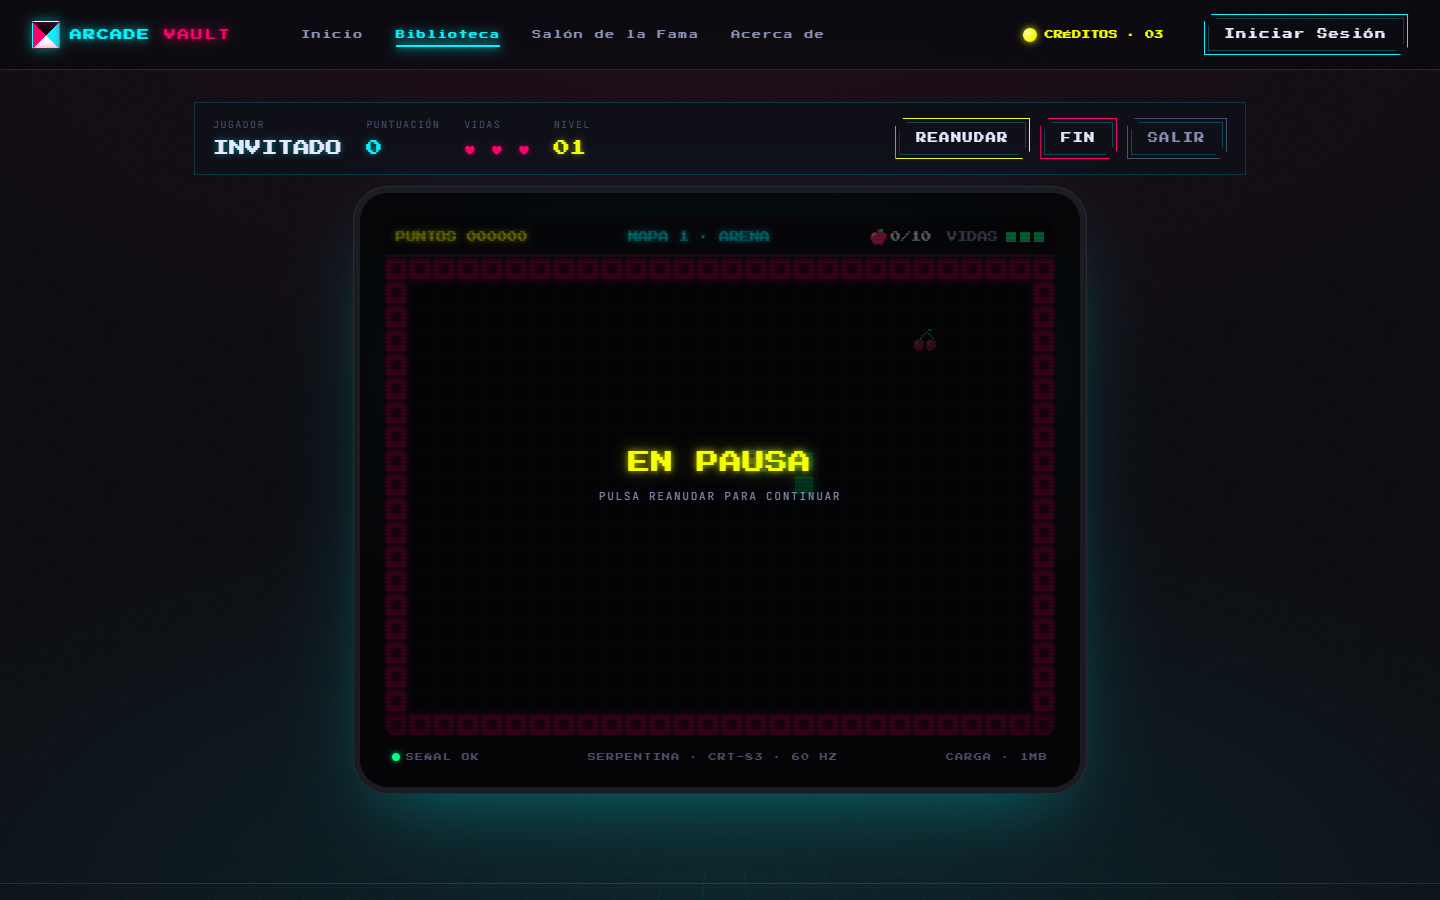 ARCADE VAULT
Inicio Biblioteca Salón de la Fama Acerca de
CRéDITOS · 03
Iniciar Sesión
JUGADOR PUNTUACIÓN VIDAS NIVEL
INVITADO 0 ♥ ♥ ♥ 01
REANUDAR FIN SALIR
PUNTOS 000000 MAPA 1 · ARENA 0/10 VIDAS
EN PAUSA
PULSA REANUDAR PARA CONTINUAR
SEñAL OK SERPENTINA · CRT-83 · 60 HZ CARGA · 1MB